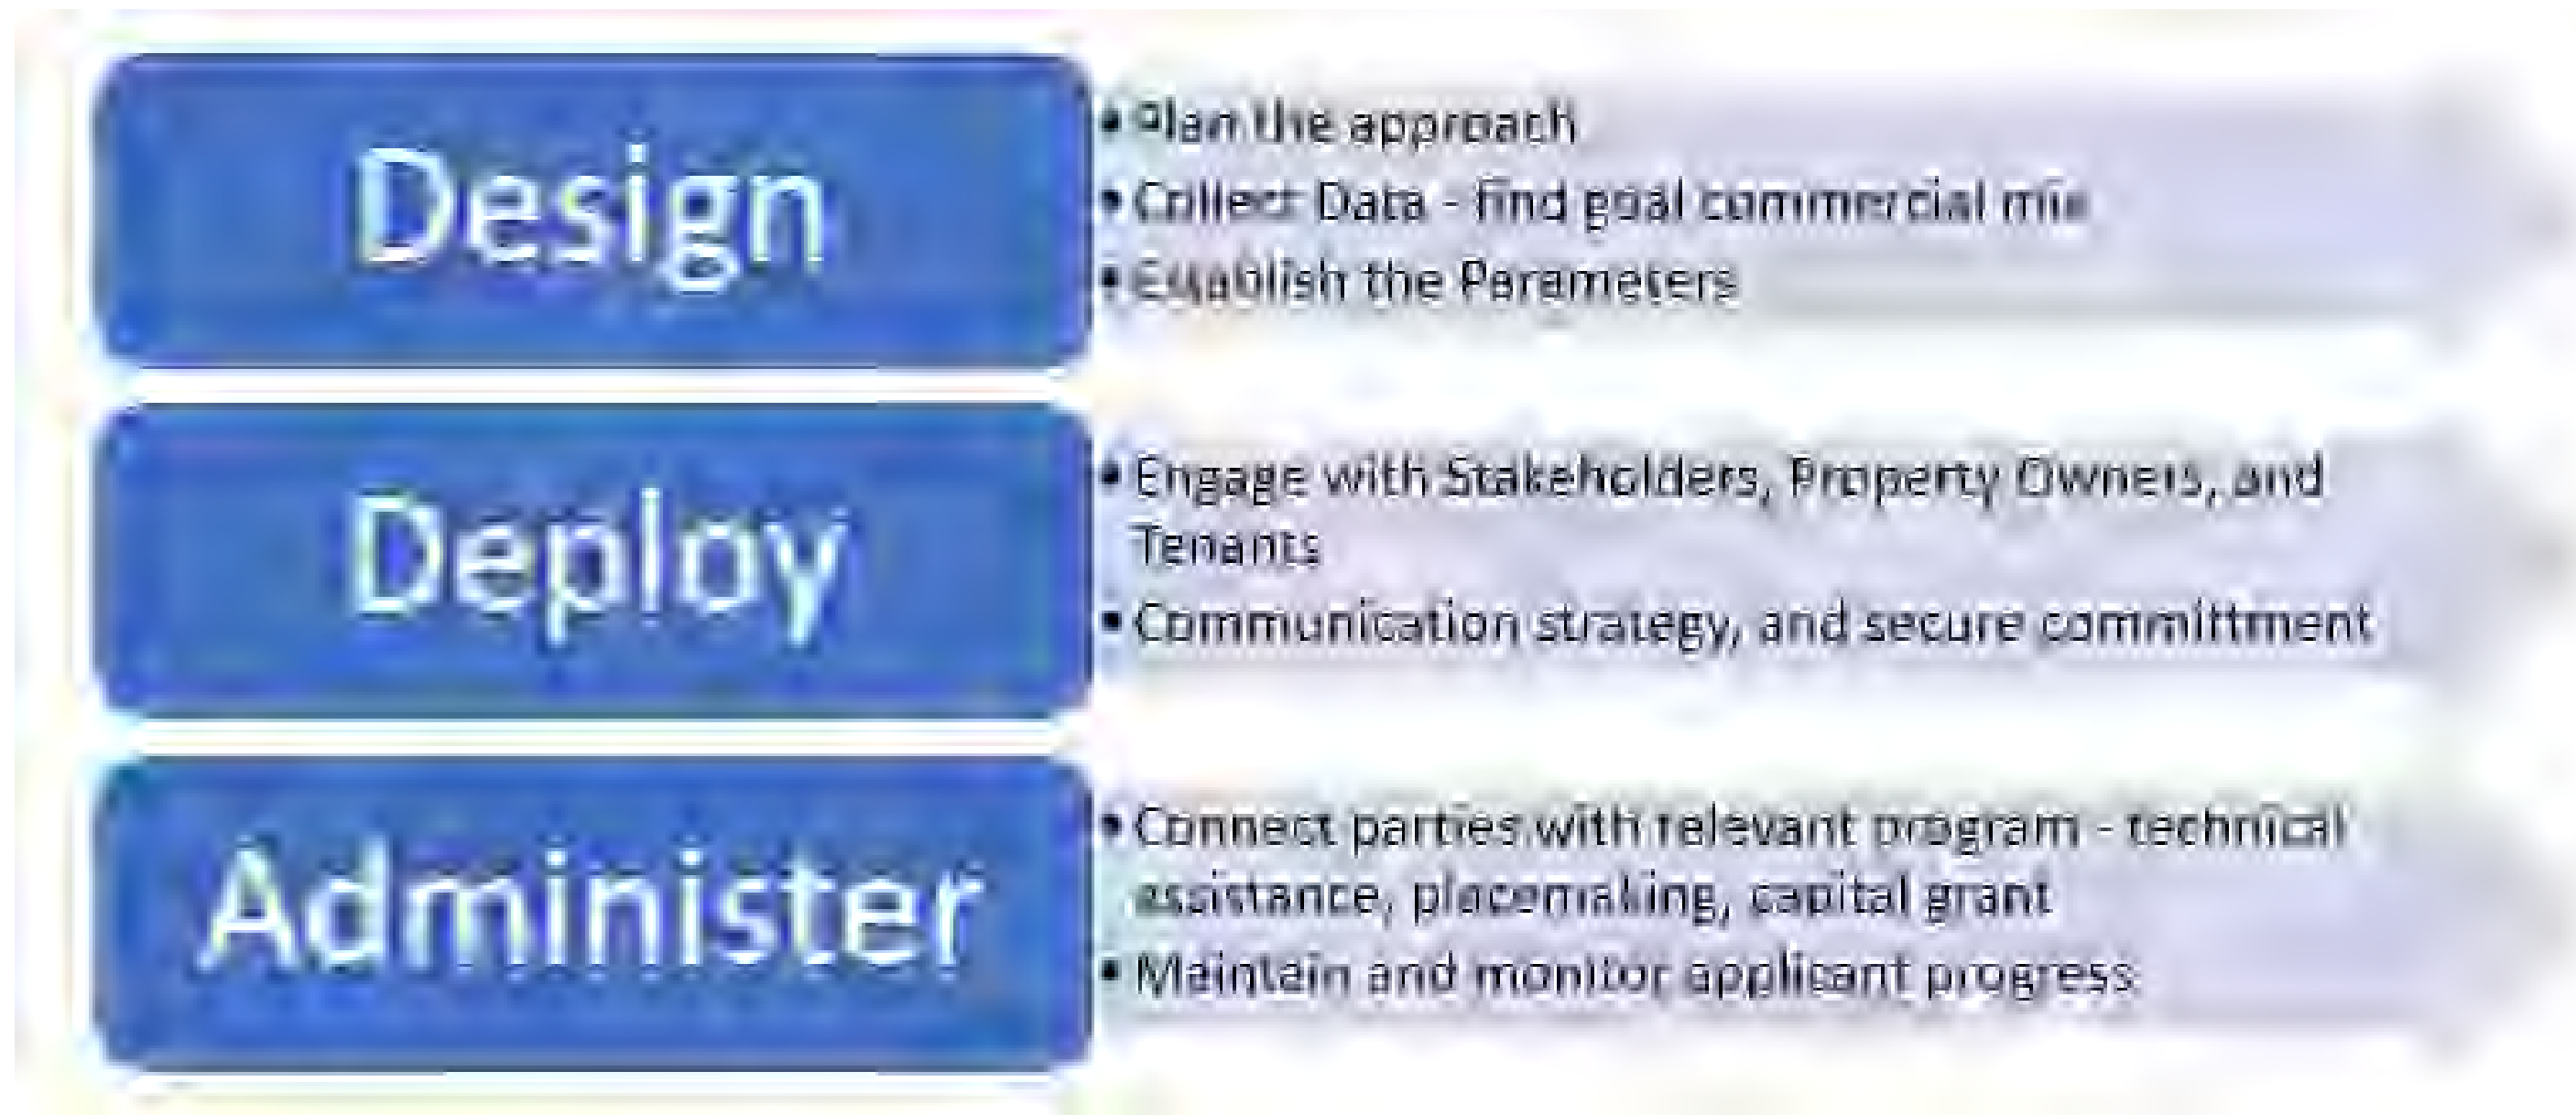 Design
• Plan the approach
• Collect Data - find goal commercial mix
• Establish the Parameters
Deploy
• Engage with Stakeholders, Property Owners, and
Tenants
• Communication strategy, and secure committment
Administer
• Connect parties with relevant program - technical
assistance, placemaking, capital grant
• Maintain and monitor applicant progress